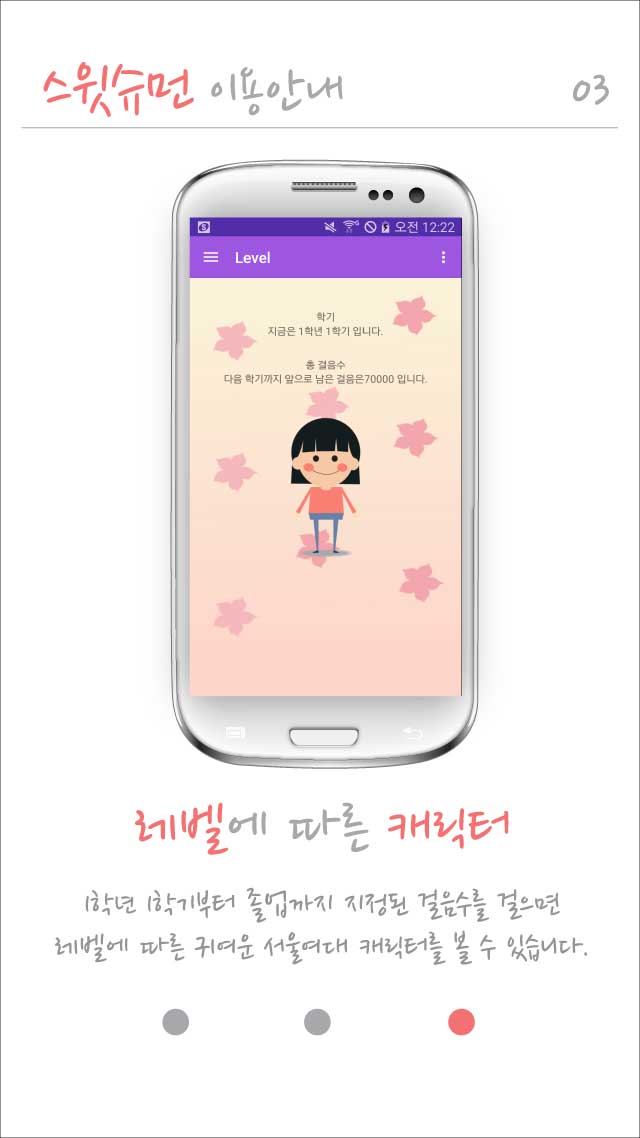 스윗슈먼 이용안내 03
오전 12:22
Level
학기
지금은 1학년 1학기 입니다.
총 걸음수
다음 학기까지 앞으로 남은 걸음은70000 입니다.
레벨에 따른 캐릭터
1학년 1학기부터 졸업까지 지정된 걸음수를 걸으면
레벨에 따른 귀여운 서울여대 캐릭터를 볼 수 있습니다.